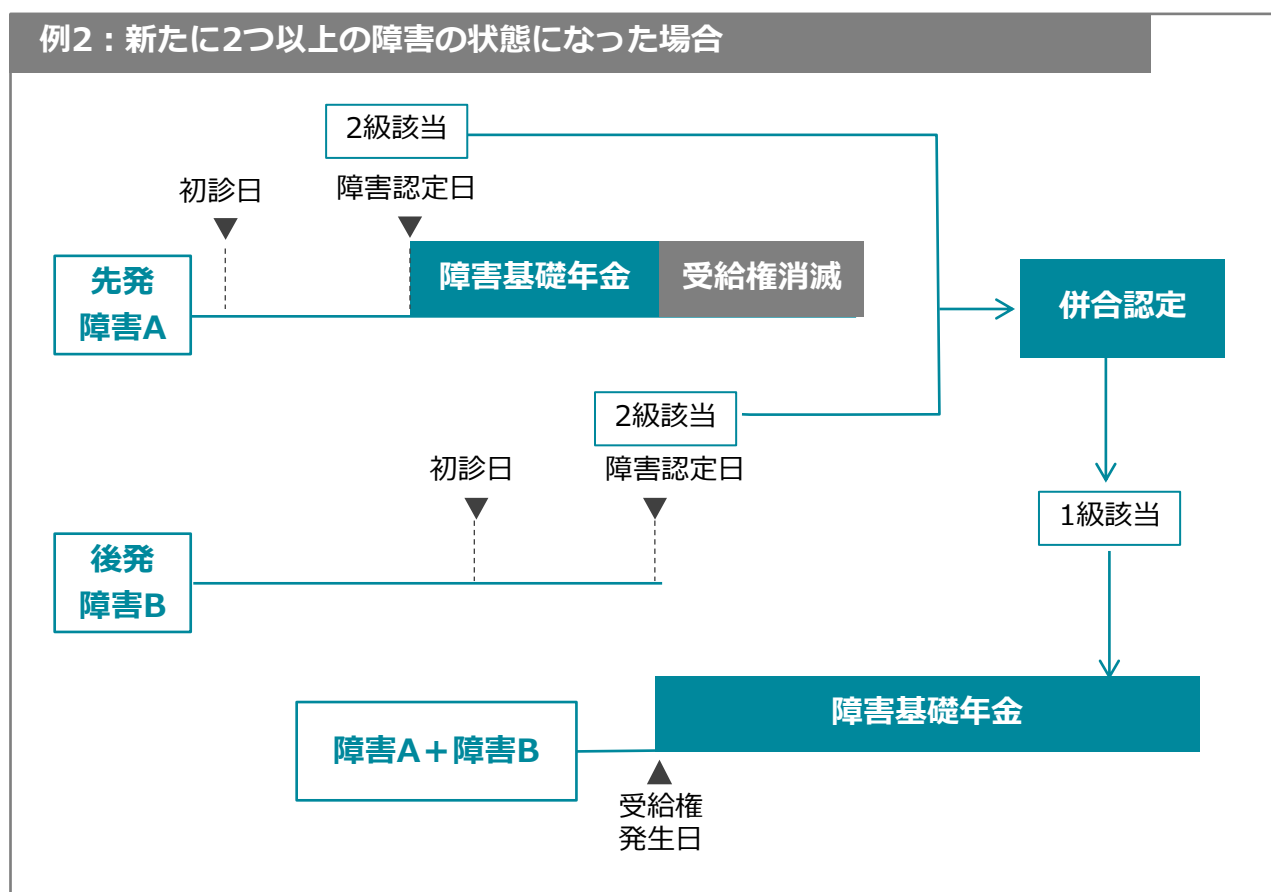 例2：新たに2つ以上の障害の状態になった場合
2級該当
初診日
障害認定日
先発
障害A
障害基礎年金
受給権消滅
併合認定
2級該当
初診日
障害認定日
1級該当
後発
障害B
障害基礎年金
障害A＋障害B
受給権
発生日